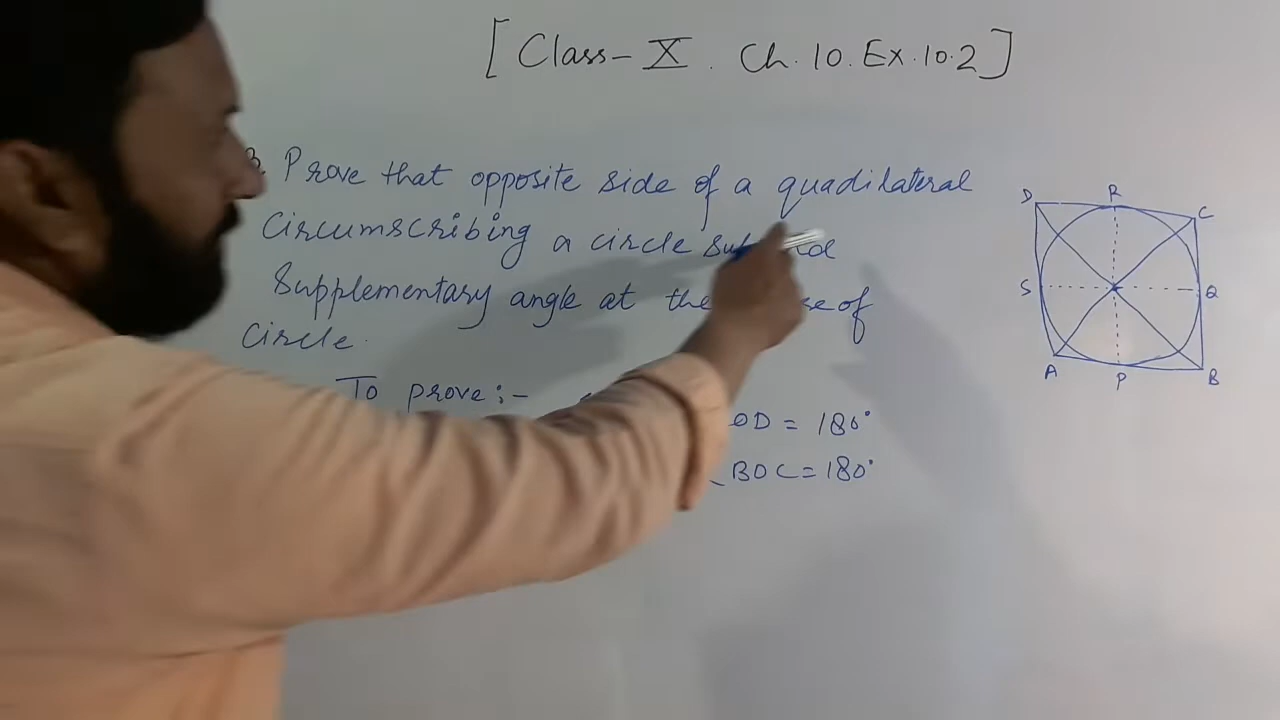 [Class-X. Ch.10.Ex.10.2]
Prove that opposite side of a quadilateral
Circumscribing a circle
Supplementary angle at the of
Circle.
To prove:-
OD = 180°
BOC = 180°
D R C
S Q
A P B